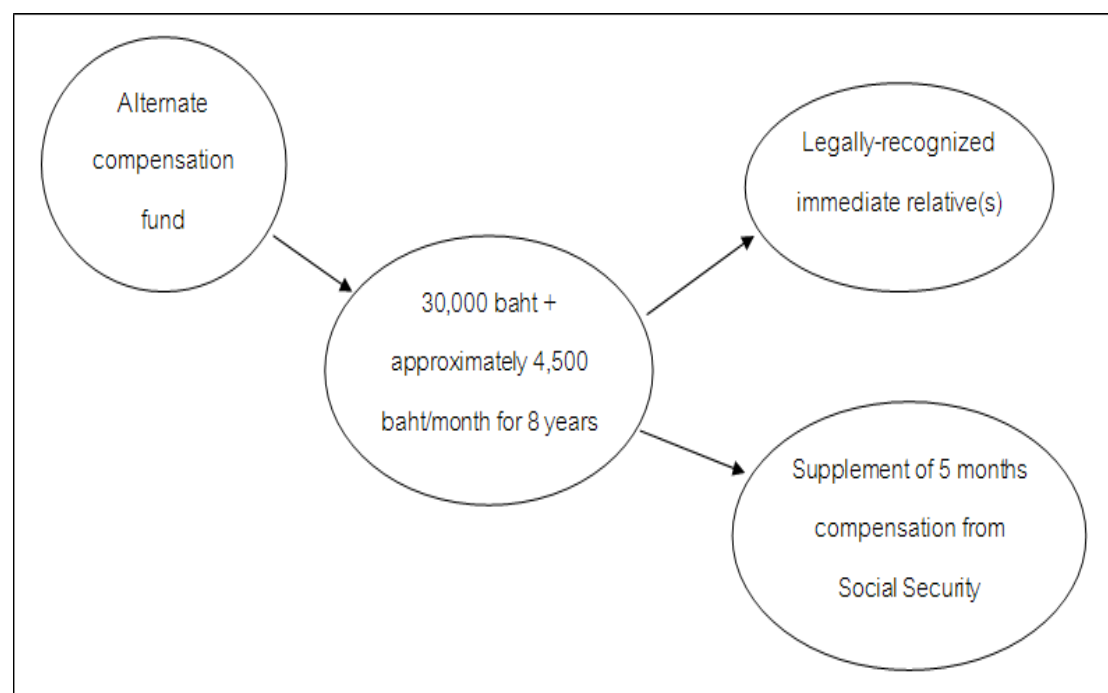 Alternate
compensation
fund
30,000 baht +
approximately 4,500
baht/month for 8 years
Legally-recognized
immediate relative(s)
Supplement of 5 months
compensation from
Social Security